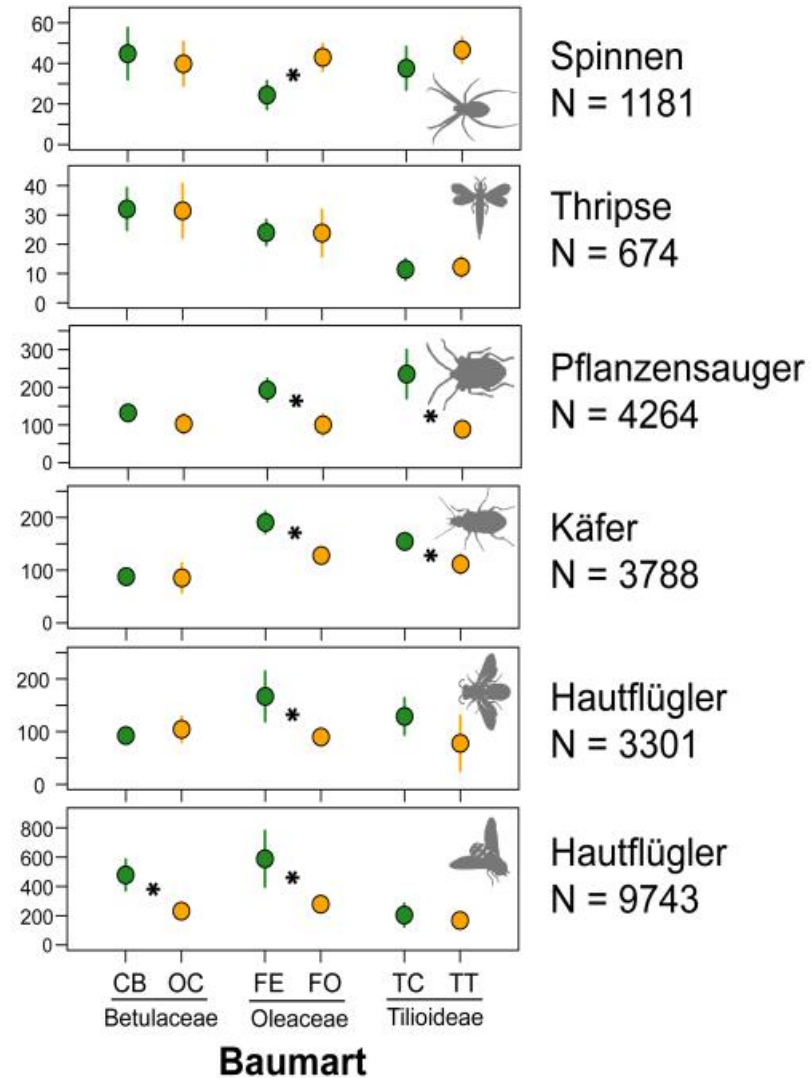 60
40
20
0
Spinnen
N = 1181
40
30
20
10
0
Thripse
N = 674
300
200
100
0
Pflanzensauger
N = 4264
200
100
0
Käfer
N = 3788
200
100
0
Hautflügler
N = 3301
800
600
400
200
0
Hautflügler
N = 9743
CB OC FE FO TC TT
Betulaceae Oleaceae Tilioideae
Baumart